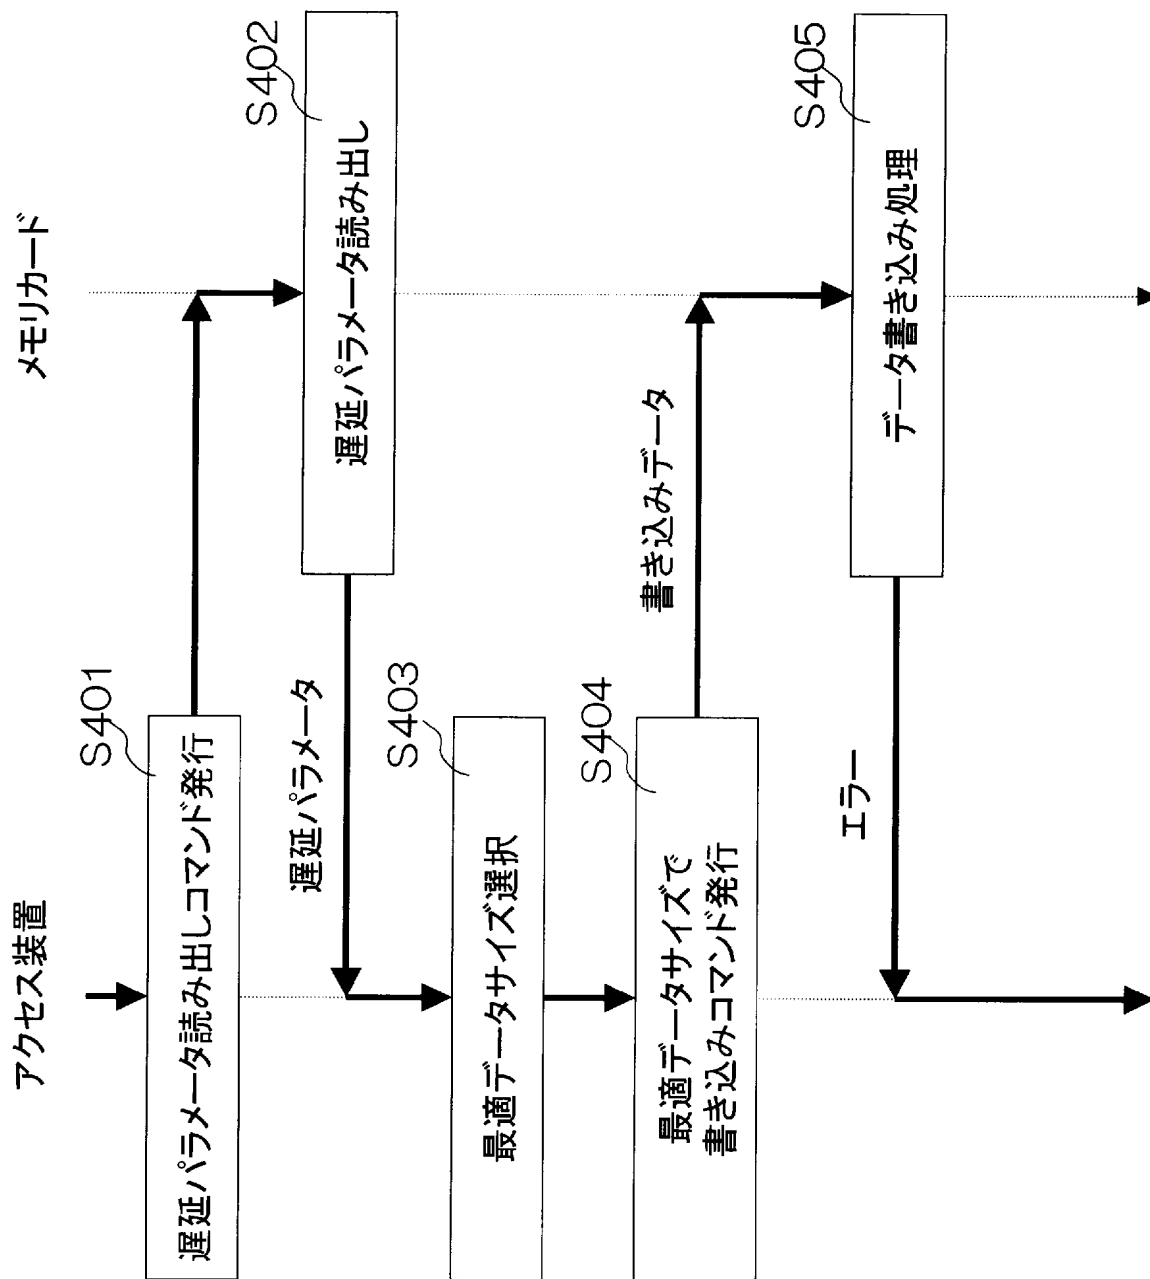 アクセス装置
メモリカード
S401
遅延パラメータ読み出しコマンド発行
S402
遅延パラメータ読み出し
遅延パラメータ
S403
最適データサイズ選択
S404
最適データサイズで
書き込みコマンド発行
書き込みデータ
S405
データ書き込み処理
エラー